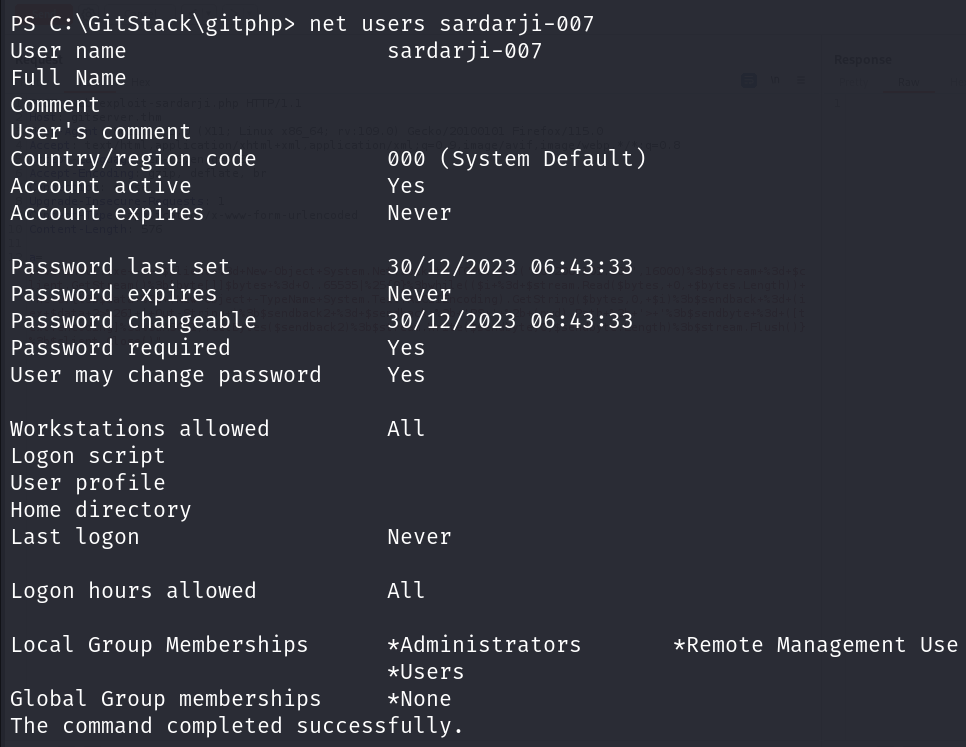 PS C:\GitStack\gitphp> net users sardarji-007
User name                    sardarji-007
Full Name
Comment
User's comment
Country/region code          000 (System Default)
Account active               Yes
Account expires              Never

Password last set            30/12/2023 06:43:33
Password expires             Never
Password changeable          30/12/2023 06:43:33
Password required            Yes
User may change password     Yes

Workstations allowed         All
Logon script
User profile
Home directory
Last logon                   Never

Logon hours allowed          All

Local Group Memberships      *Administrators       *Remote Management Use
                             *Users
Global Group memberships     *None
The command completed successfully.
Response